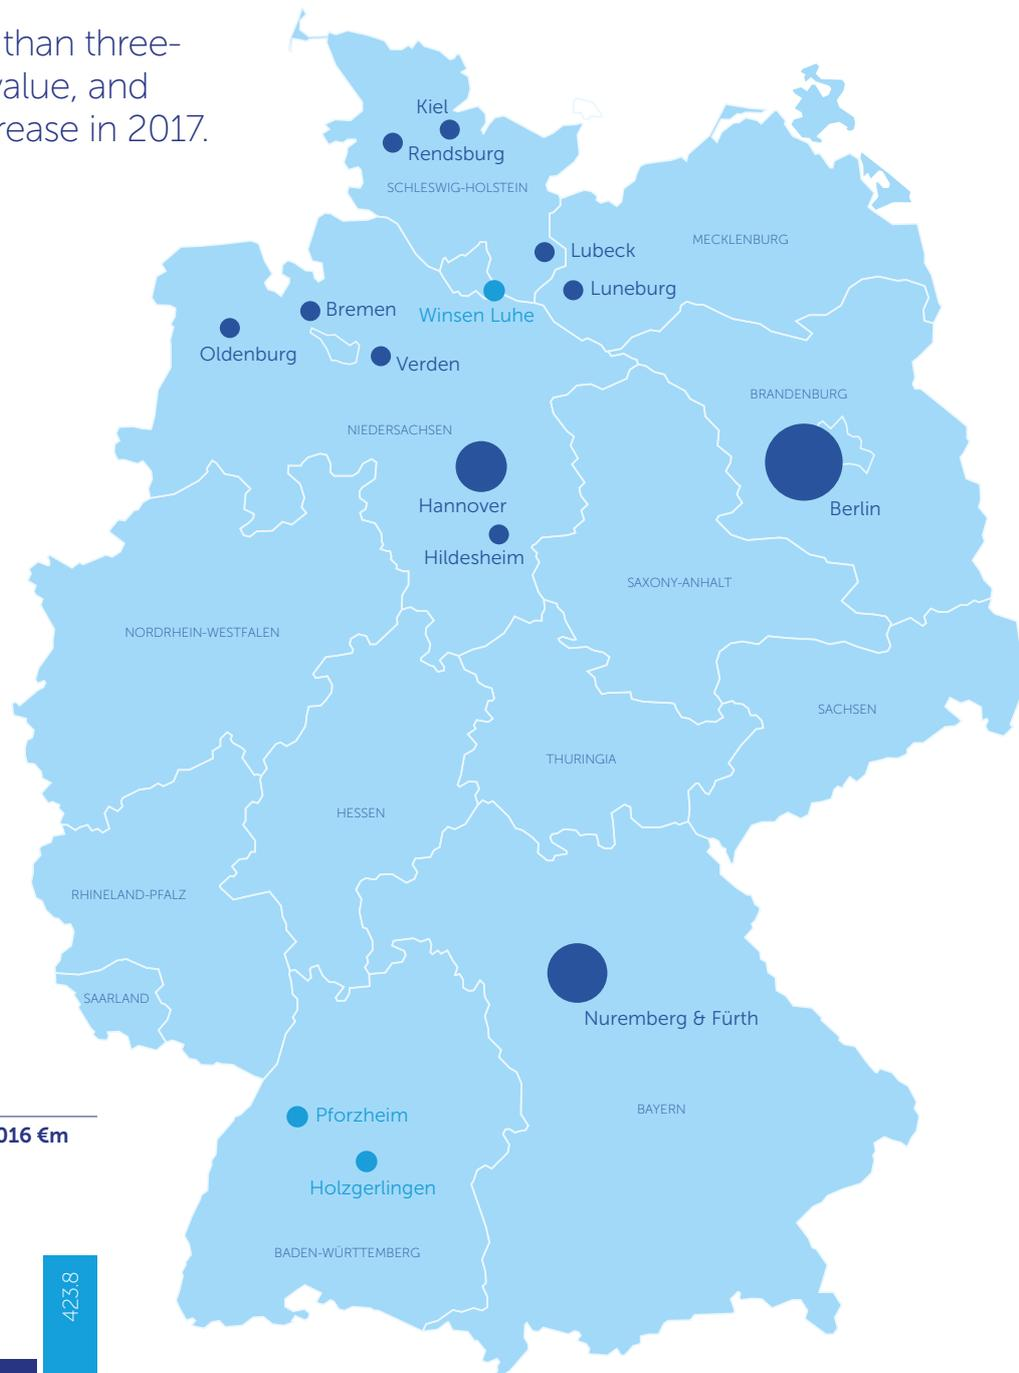 than three-
value, and
rease in 2017.
Kiel
Rendsburg
SCHLESWIG-HOLSTEIN
MECKLENBURG
Lubeck
Luneburg
Winsen Luhe
Bremen
Oldenburg
Verden
BRANDENBURG
NIEDERSACHSEN
Hannover
Berlin
Hildesheim
SAXONY-ANHALT
NORDRHEIN-WESTFALEN
SACHSEN
THURINGIA
HESSEN
RHINELAND-PFALZ
SAARLAND
Nuremberg & Fürth
BAYERN
Pforzheim
016 €m
Holzgerlingen
BADEN-WÜRTTEMBERG
423.8